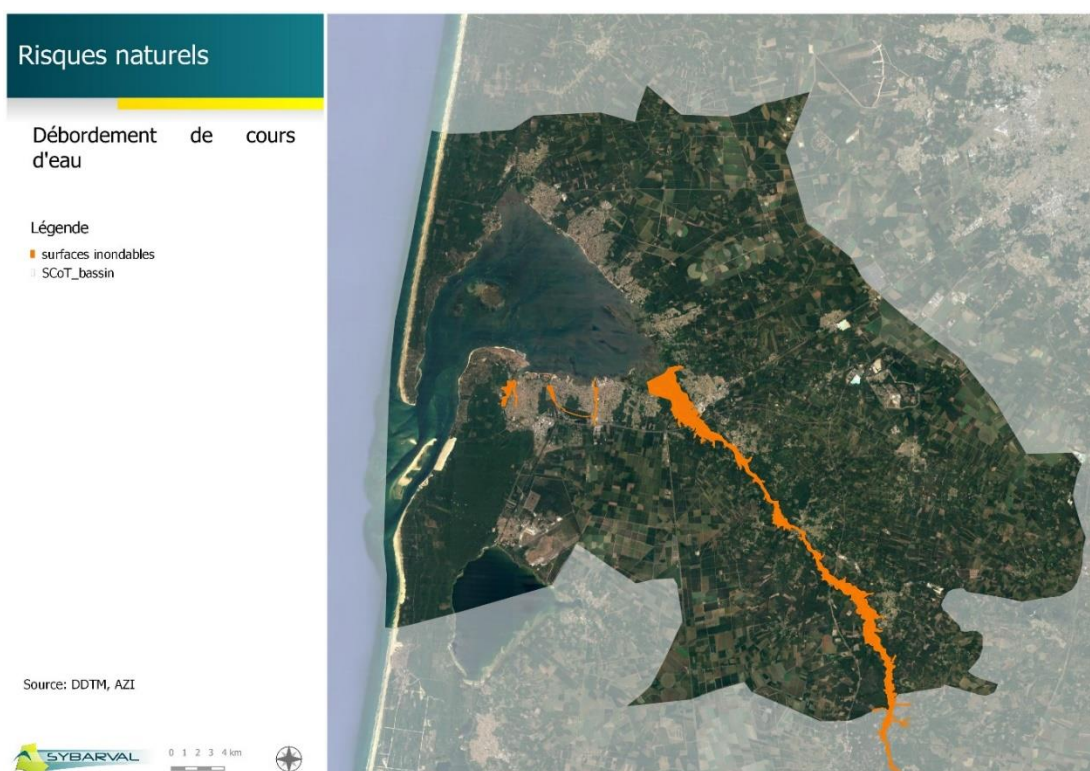 Risques naturels
Débordement de cours
d'eau
Légende
surfaces inondables
SCoT_bassin
Source: DDTM, AZI
SYBARVAL
0 1 2 3 4 km